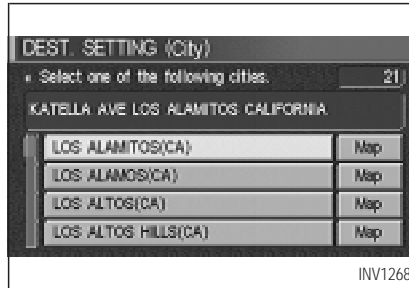 DEST. SETTING (City)
Select one of the following cities. 21
KATELLA AVE LOS ALAMITOS CALIFORNIA
LOS ALAMITOS(CA) Map
LOS ALAMOS(CA) Map
LOS ALTOS(CA) Map
LOS ALTOS HILLS(CA) Map
INV1268